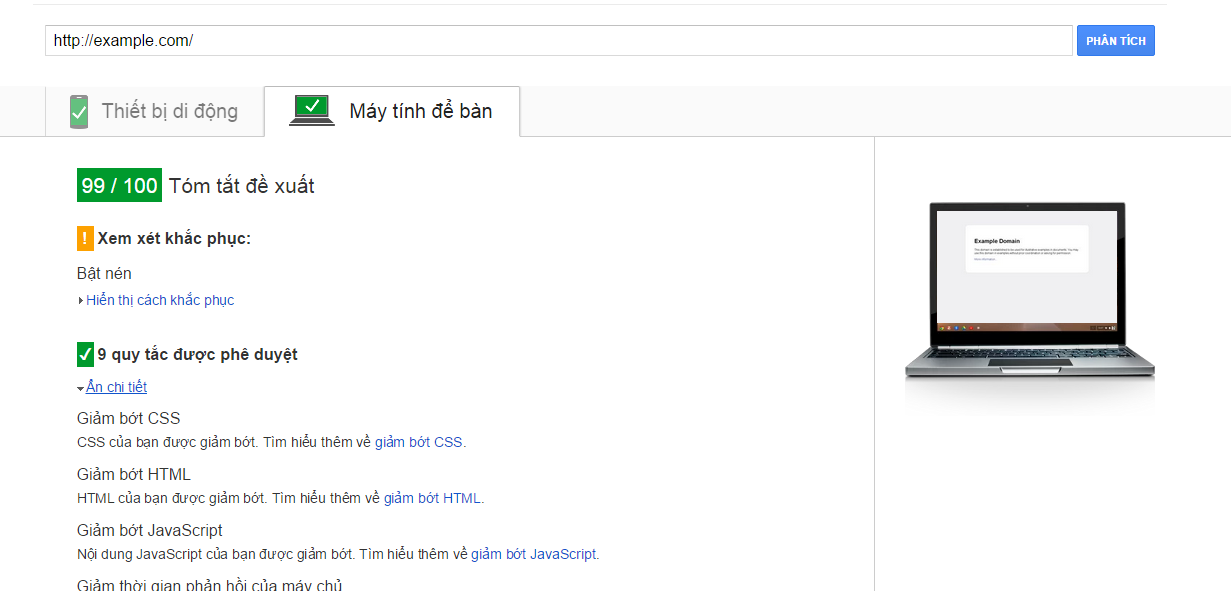 http://example.com/
PHÂN TÍCH
Thiết bị di động
Máy tính để bàn
99 / 100 Tóm tắt đề xuất
! Xem xét khắc phục:
Bật nén
Hiển thị cách khắc phục
9 quy tắc được phê duyệt
Ẩn chi tiết
Giảm bớt CSS
CSS của bạn được giảm bớt. Tìm hiểu thêm về giảm bớt CSS.
Giảm bớt HTML
HTML của bạn được giảm bớt. Tìm hiểu thêm về giảm bớt HTML.
Giảm bớt JavaScript
Nội dung JavaScript của bạn được giảm bớt. Tìm hiểu thêm về giảm bớt JavaScript.
Giảm thời gian phản hồi của máy chủ
Example Domain